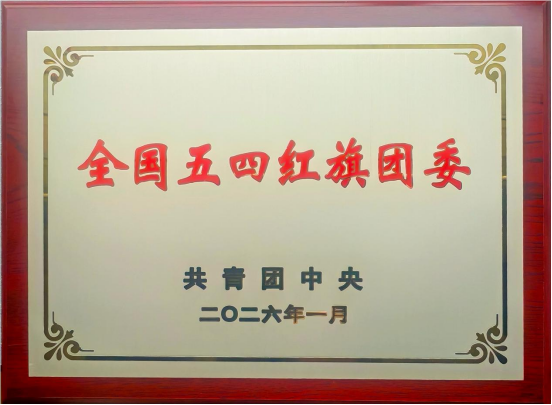 全国五四红旗团委
共青团中央
二〇二六年一月